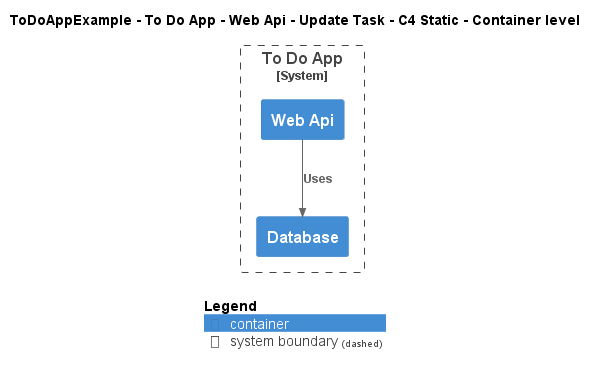 ToDoAppExample - To Do App - Web Api - Update Task - C4 Static - Container level
To Do App
[System]
Web Api
Uses
Database
Legend
container
system boundary (dashed)